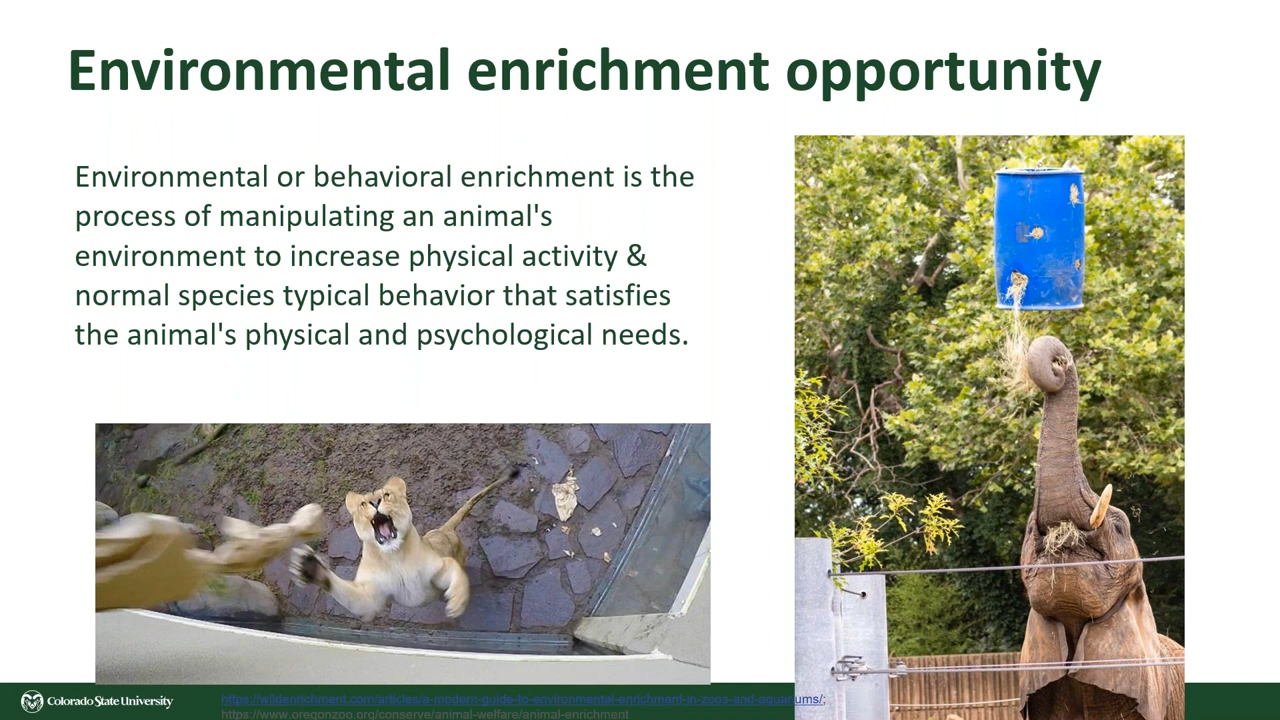 Environmental enrichment opportunity
Environmental or behavioral enrichment is the
process of manipulating an animal's
environment to increase physical activity &
normal species typical behavior that satisfies
the animal's physical and psychological needs.
Colorado State University
https://wildenrichment.com/articles/a-modern-guide-to-environmental-enrichment-in-zoos-and-aquariums/;
https://www.oregonzoo.org/conserve/animal-welfare/animal-enrichment